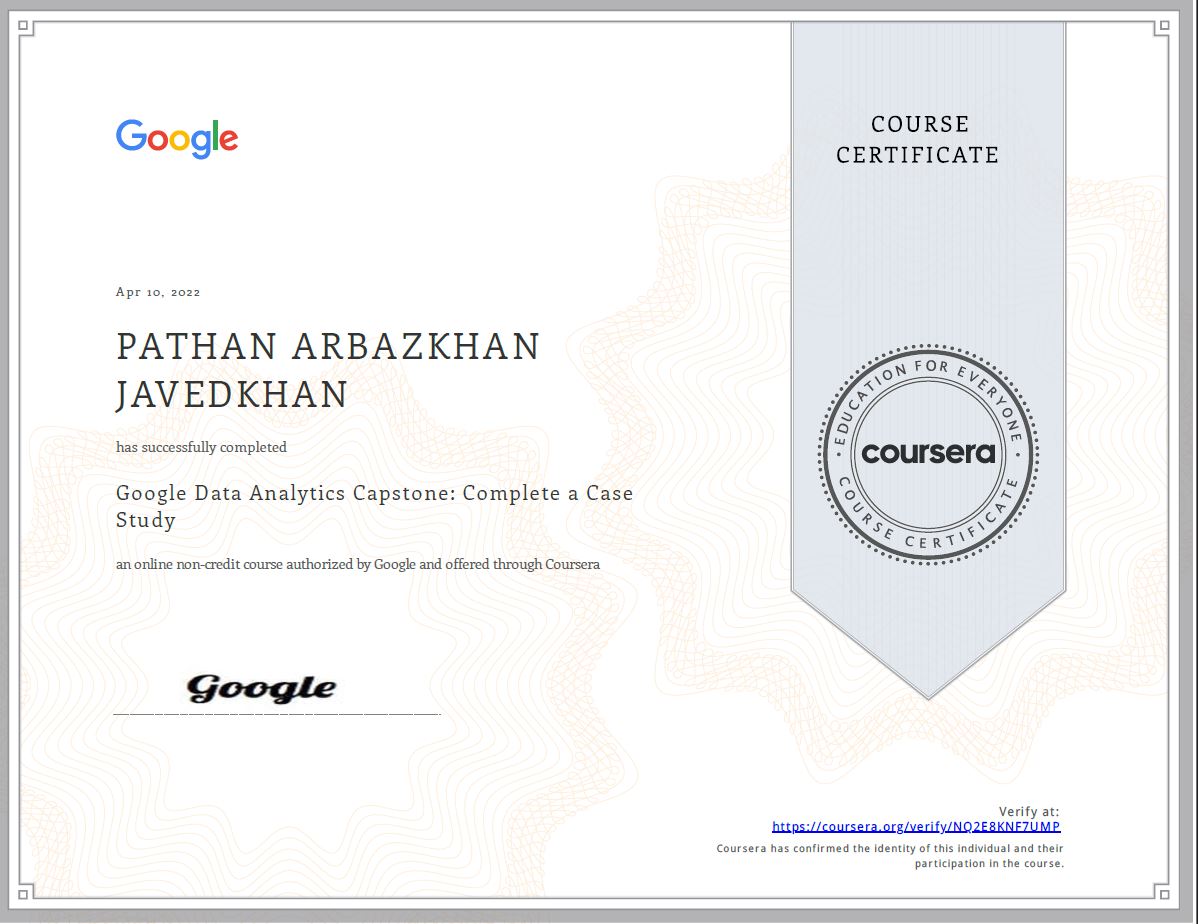 Google
COURSE
CERTIFICATE
Apr 10, 2022
PATHAN ARBAZKHAN
JAVEDKHAN
has successfully completed
Google Data Analytics Capstone: Complete a Case
Study
an online non-credit course authorized by Google and offered through Coursera
EDUCATION FOR EVERYONE
coursera
COURSE CERTIFICATE
Google
Verify at:
https://coursera.org/verify/NQ2E8KNF7UMP
Coursera has confirmed the identity of this individual and their
participation in the course.